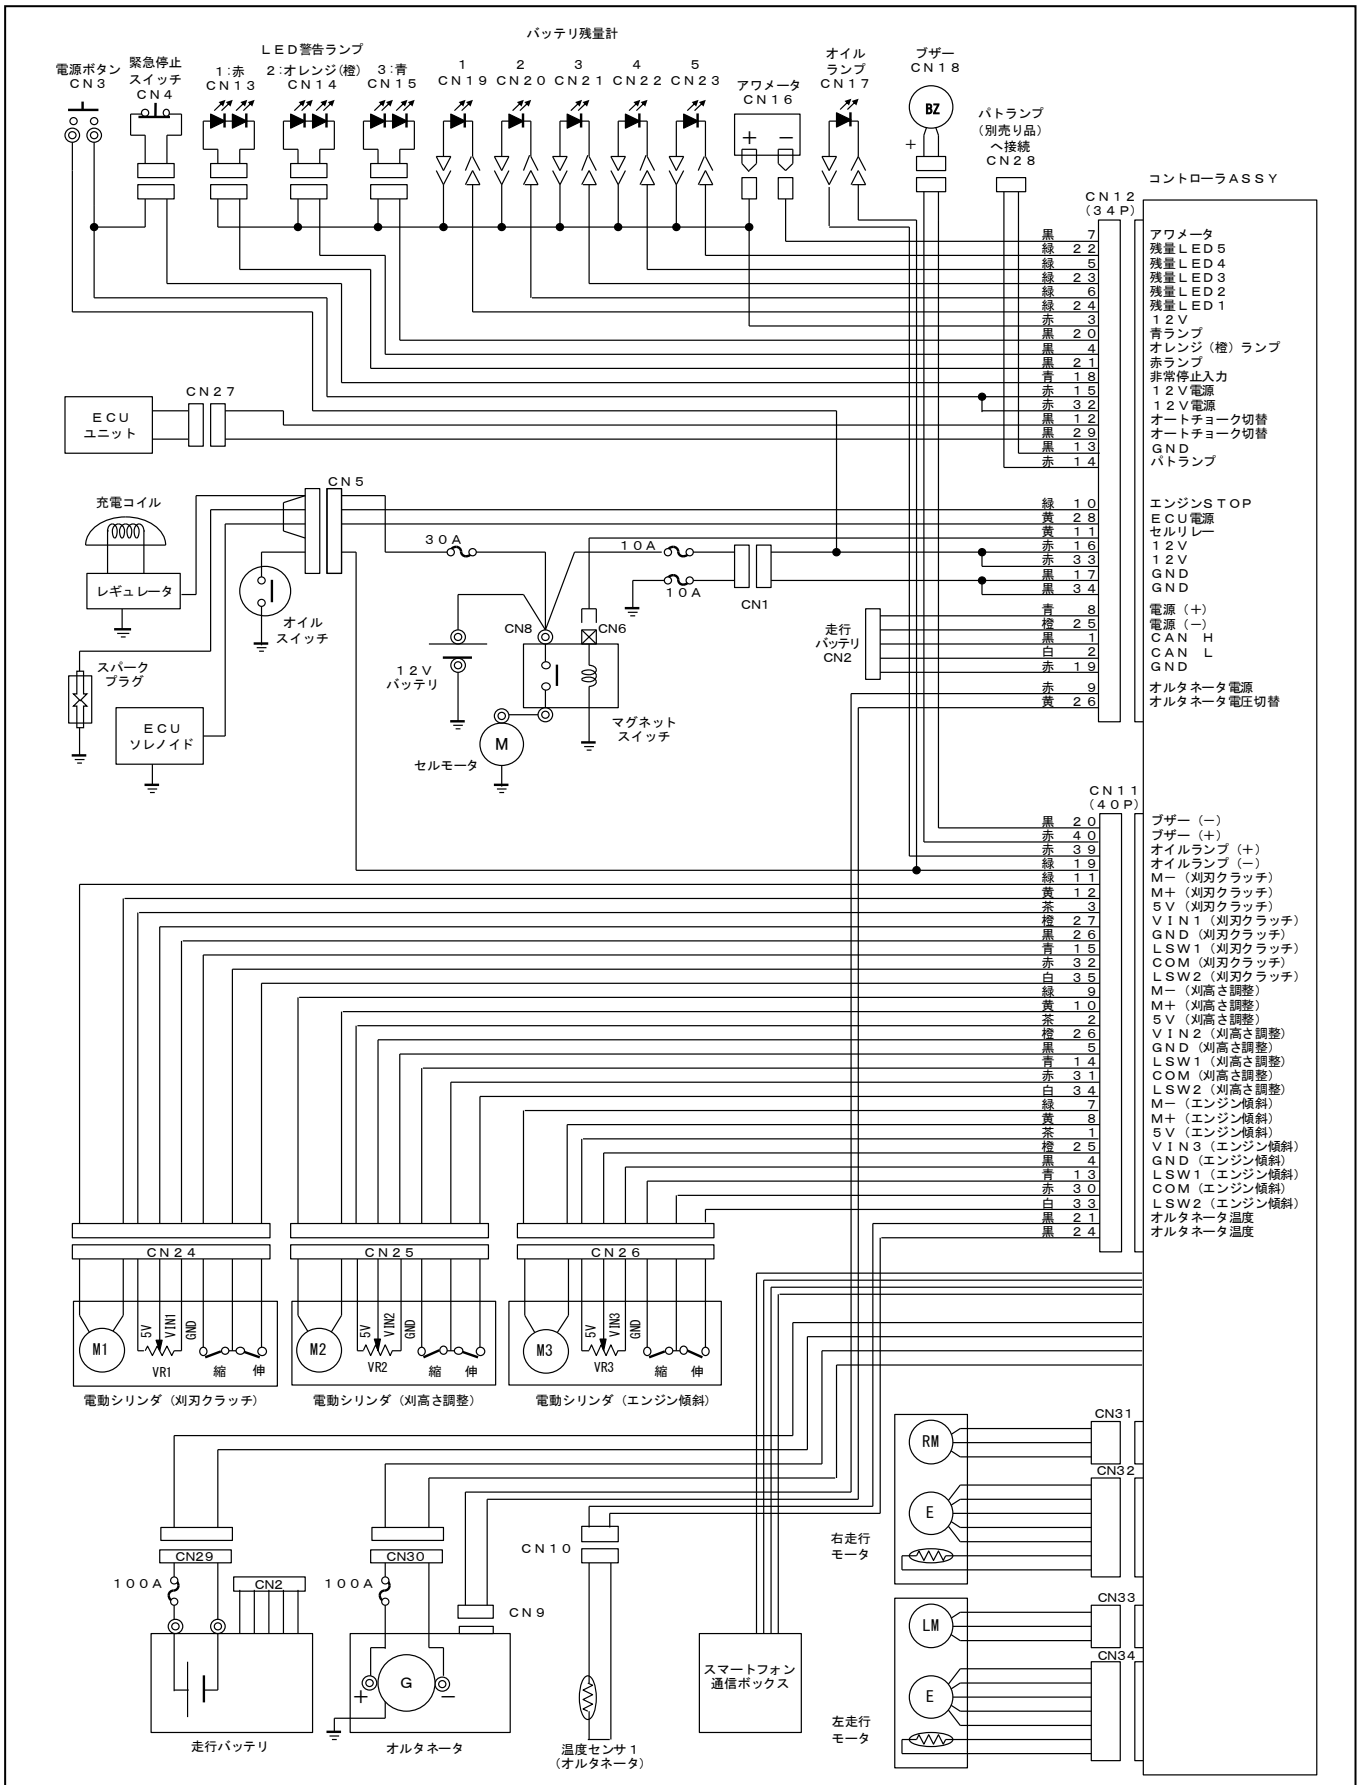 バッテリ残量計
電源ボタン
CN3
緊急停止
スイッチ
CN4
LED警告ランプ
1:赤
CN13
2:オレンジ(橙)
CN14
3:青
CN15
1
CN19
2
CN20
3
CN21
4
CN22
5
CN23
アワメータ
CN16
+ −
オイル
ランプ
CN17
ブザー
CN18
BZ
+
パトランプ
(別売り品)
へ接続
CN28
コントローラASSY
CN12
(34P)
黒 7 アワメータ
緑 22 残量LED5
緑 5 残量LED4
緑 23 残量LED3
緑 6 残量LED2
緑 24 残量LED1
赤 3 12V
黒 20 青ランプ
黒 4 オレンジ(橙)ランプ
黒 21 赤ランプ
青 18 非常停止入力
赤 15 12V電源
赤 32 12V電源
黒 12 オートチョーク切替
黒 29 オートチョーク切替
黒 13 GND
赤 14 パトランプ
緑 10 エンジンSTOP
黄 28 ECU電源
黄 11 セルリレー
赤 16 12V
赤 33 12V
黒 17 GND
黒 34 GND
青 8 電源(+)
橙 25 電源(−)
黒 1 CAN H
白 2 CAN L
赤 19 GND
赤 9 オルタネータ電源
黄 26 オルタネータ電圧切替
CN27
ECU
ユニット
CN5
充電コイル
レギュレータ
オイル
スイッチ
スパーク
プラグ
ECU
ソレノイド
30A
10A
10A
CN1
CN8
CN6
12V
バッテリ
M
セルモータ
マグネット
スイッチ
走行
バッテリ
CN2
CN11
(40P)
黒 20 ブザー(−)
赤 40 ブザー(+)
赤 39 オイルランプ(+)
緑 19 オイルランプ(−)
緑 11 M−(刈刃クラッチ)
黄 12 M+(刈刃クラッチ)
茶 3 5V(刈刃クラッチ)
橙 27 VIN1(刈刃クラッチ)
黒 26 GND(刈刃クラッチ)
青 15 LSW1(刈刃クラッチ)
赤 32 COM(刈刃クラッチ)
白 35 LSW2(刈刃クラッチ)
緑 9 M−(刈高さ調整)
黄 10 M+(刈高さ調整)
茶 2 5V(刈高さ調整)
橙 26 VIN2(刈高さ調整)
黒 5 GND(刈高さ調整)
青 14 LSW1(刈高さ調整)
赤 31 COM(刈高さ調整)
白 34 LSW2(刈高さ調整)
緑 7 M−(エンジン傾斜)
黄 8 M+(エンジン傾斜)
茶 1 5V(エンジン傾斜)
橙 25 VIN3(エンジン傾斜)
黒 4 GND(エンジン傾斜)
青 13 LSW1(エンジン傾斜)
赤 30 COM(エンジン傾斜)
白 33 LSW2(エンジン傾斜)
黒 21 オルタネータ温度
黒 24 オルタネータ温度
CN24
M1
5V
VIN1
GND
VR1
縮 伸
電動シリンダ(刈刃クラッチ)
CN25
M2
5V
VIN2
GND
VR2
縮 伸
電動シリンダ(刈高さ調整)
CN26
M3
5V
VIN3
GND
VR3
縮 伸
電動シリンダ(エンジン傾斜)
CN31
RM
CN32
E
右走行
モータ
CN33
LM
CN34
E
左走行
モータ
CN29
100A
CN2
走行バッテリ
CN30
100A
CN9
G
+ −
オルタネータ
CN10
温度センサ1
(オルタネータ)
スマートフォン
通信ボックス